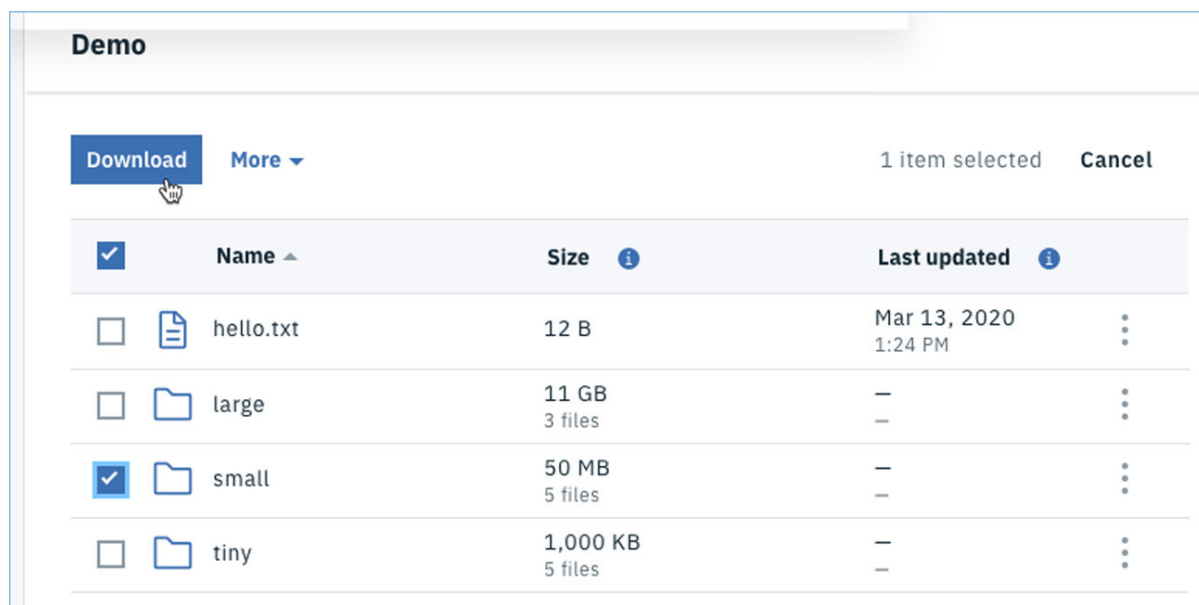 Demo
Download More 1 item selected Cancel
Name Size Last updated
hello.txt 12 B Mar 13, 2020
1:24 PM
large 11 GB —
3 files —
small 50 MB —
5 files —
tiny 1,000 KB —
5 files —